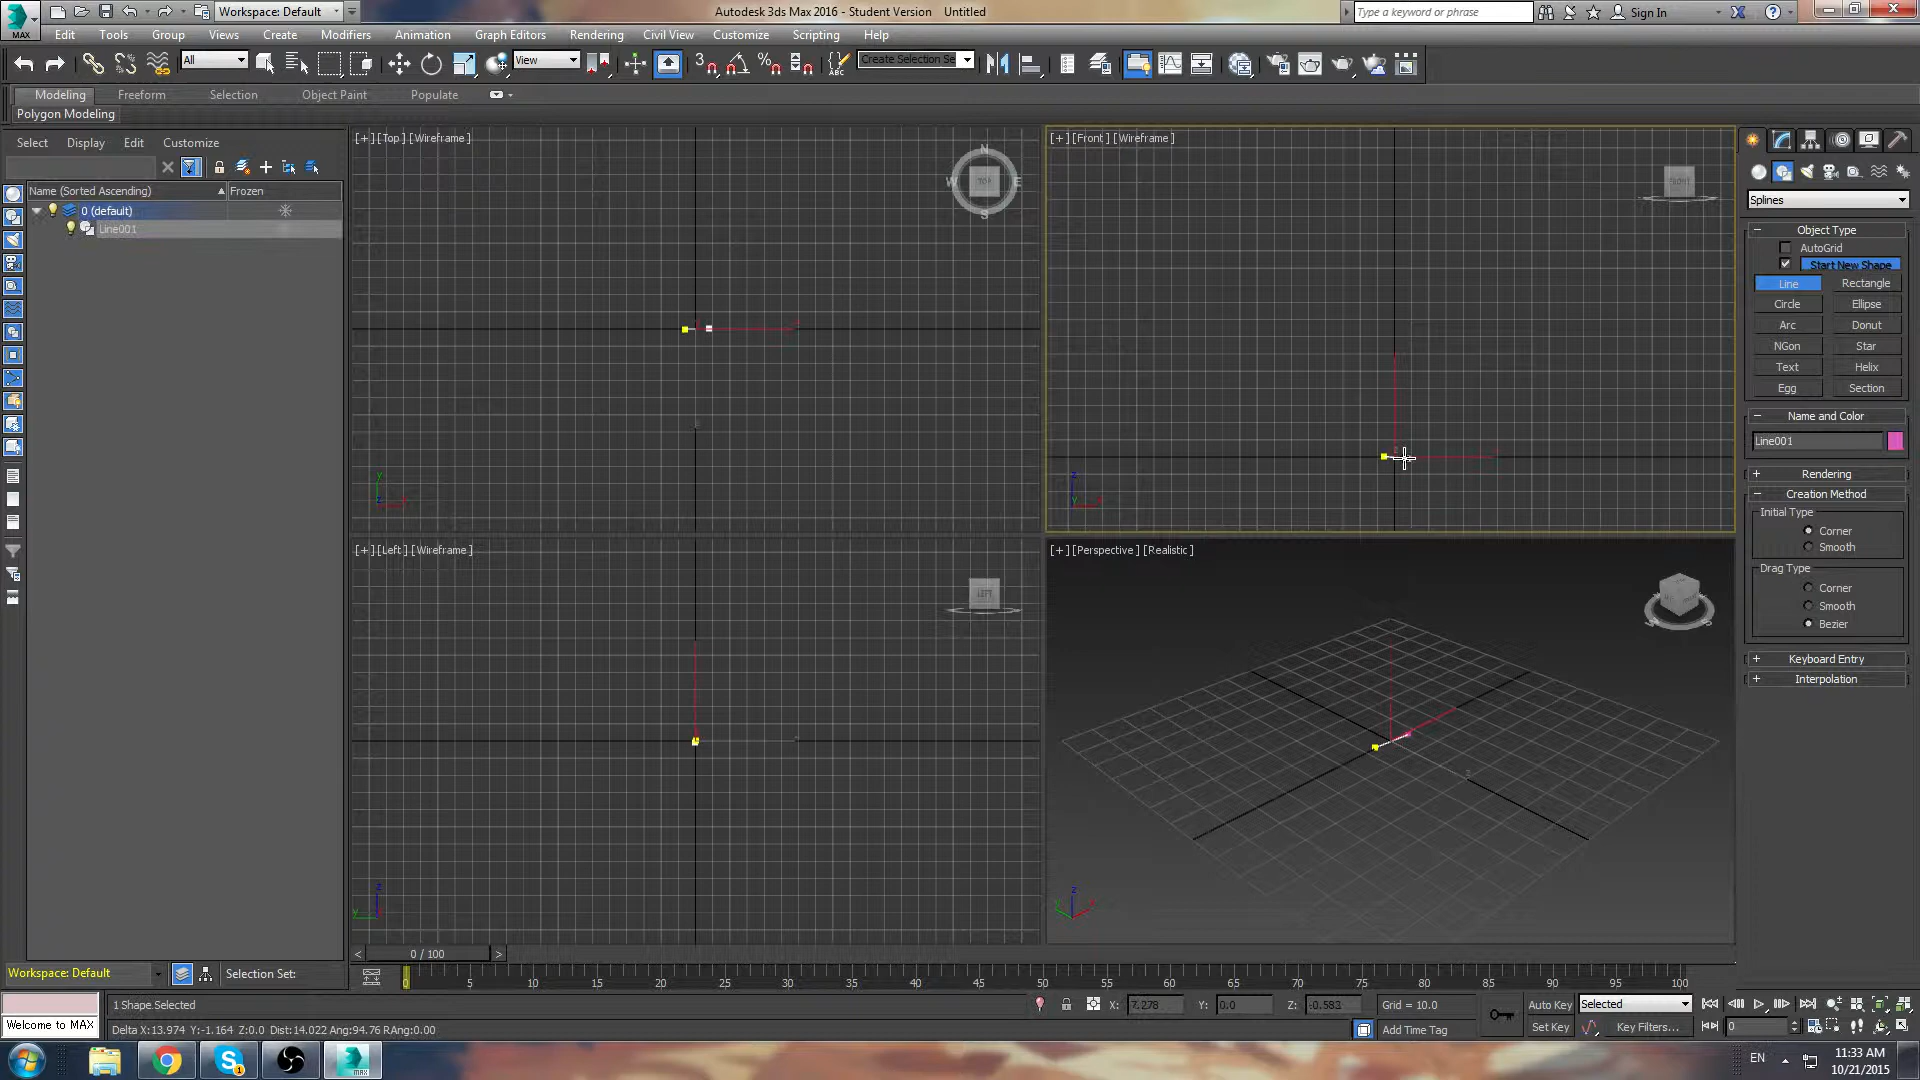 Workspace: Default
Autodesk 3ds Max 2016 - Student Version Untitled
Type a keyword or phrase
Sign In
MAX
Edit Tools Group Views Create Modifiers Animation Graph Editors Rendering Civil View Customize Scripting Help
All
View
Create Selection Se
Modeling Freeform Selection Object Paint Populate
Polygon Modeling
Select Display Edit Customize
Name (Sorted Ascending) Frozen
0 (default)
Line001
[+][Top][Wireframe]
N
W TOP E
S
[+][Front][Wireframe]
FRONT
[+][Left][Wireframe]
LEFT
[+][Perspective][Realistic]
Splines
Object Type
AutoGrid
Start New Shape
Line Rectangle
Circle Ellipse
Arc Donut
NGon Star
Text Helix
Egg Section
Name and Color
Line001
Rendering
Creation Method
Initial Type
Corner
Smooth
Drag Type
Corner
Smooth
Bezier
Keyboard Entry
Interpolation
0 / 100
Workspace: Default
Selection Set:
0 5 10 15 20 25 30 35 40 45 50 55 60 65 70 75 80 85 90 95 100
1 Shape Selected
X: 7.278 Y: 0.0 Z: -0.583 Grid = 10.0
Auto Key Selected
Welcome to MAX
Delta X:13.974 Y:-1.164 Z:0.0 Dist:14.022 Ang:94.76 RAng:0.00
Add Time Tag
Set Key Key Filters... 0
EN
11:33 AM
10/21/2015